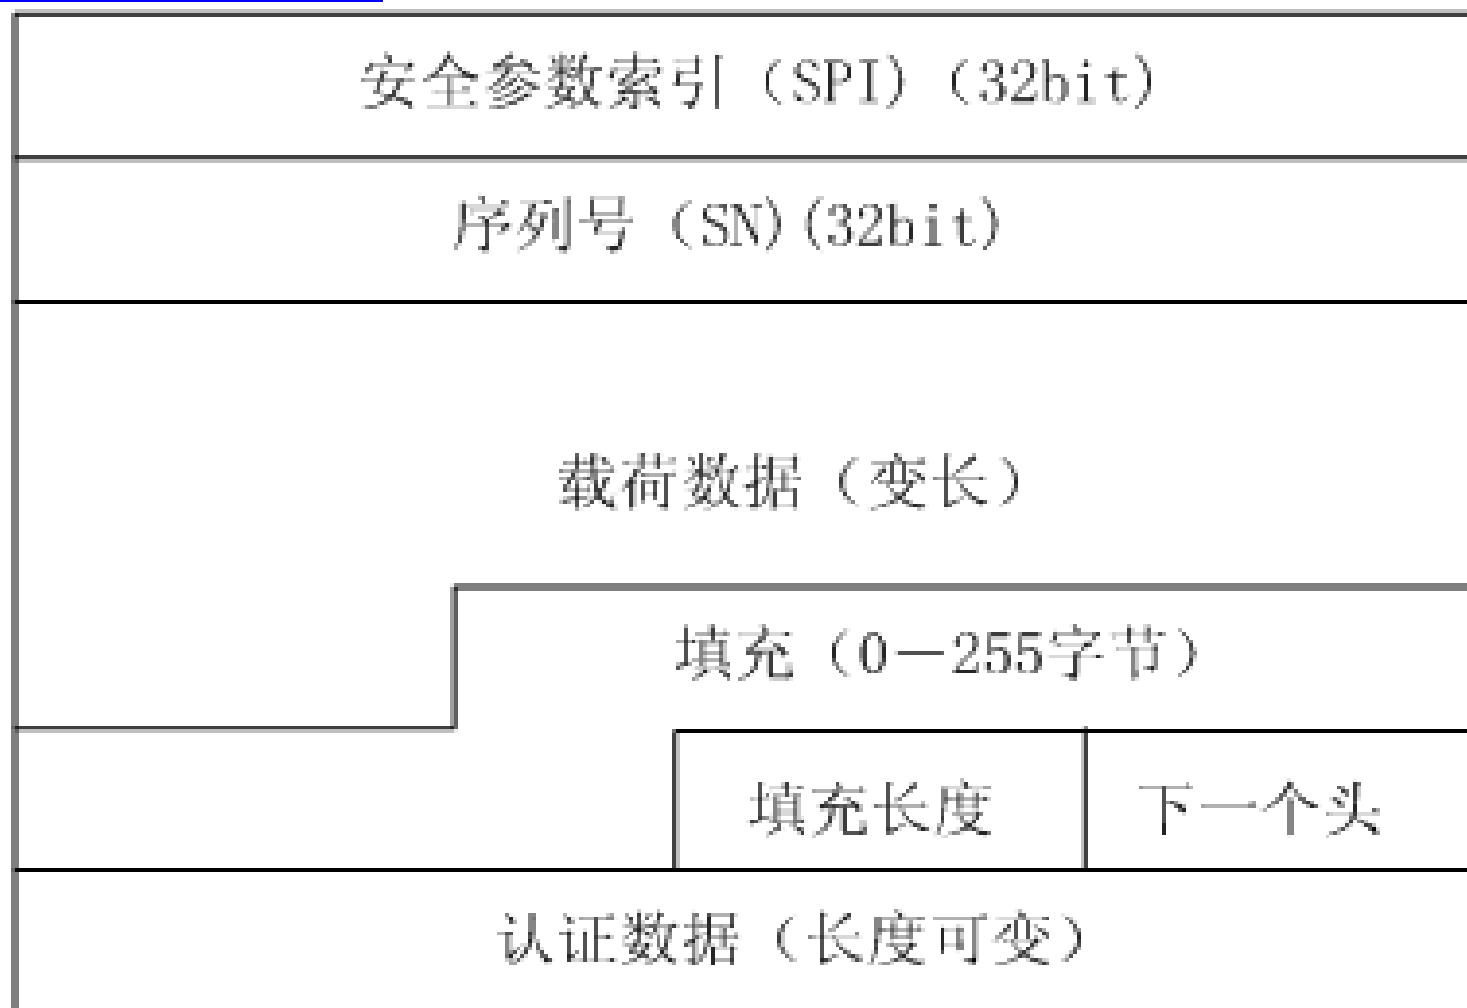 安全参数索引（SPI)（32bit)
序列号（SN)(32bit)
载荷数据（变长）
填充（0－255字节）
填充长度
下一个头
认证数据（长度可变）